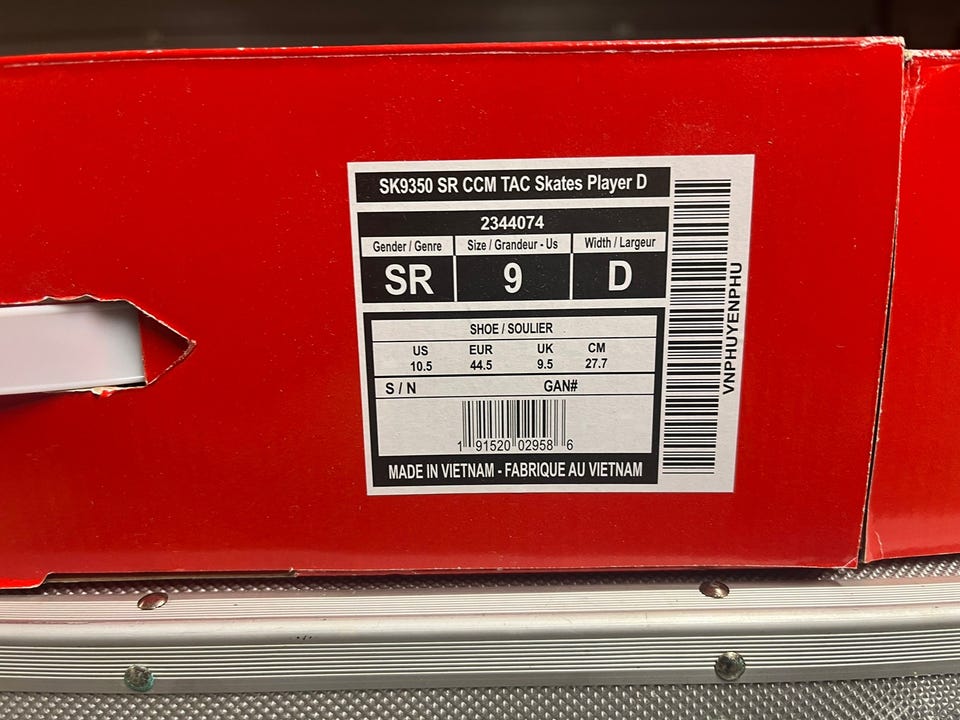 SK9350 SR CCM TAC Skates Player D
2344074
Gender / Genre Size / Grandeur - Us Width / Largeur
SR 9 D
SHOE / SOULIER
US EUR UK CM
10.5 44.5 9.5 27.7
S / N GAN#
1 91520 02958 6
MADE IN VIETNAM - FABRIQUE AU VIETNAM
VNPHUYENPHU